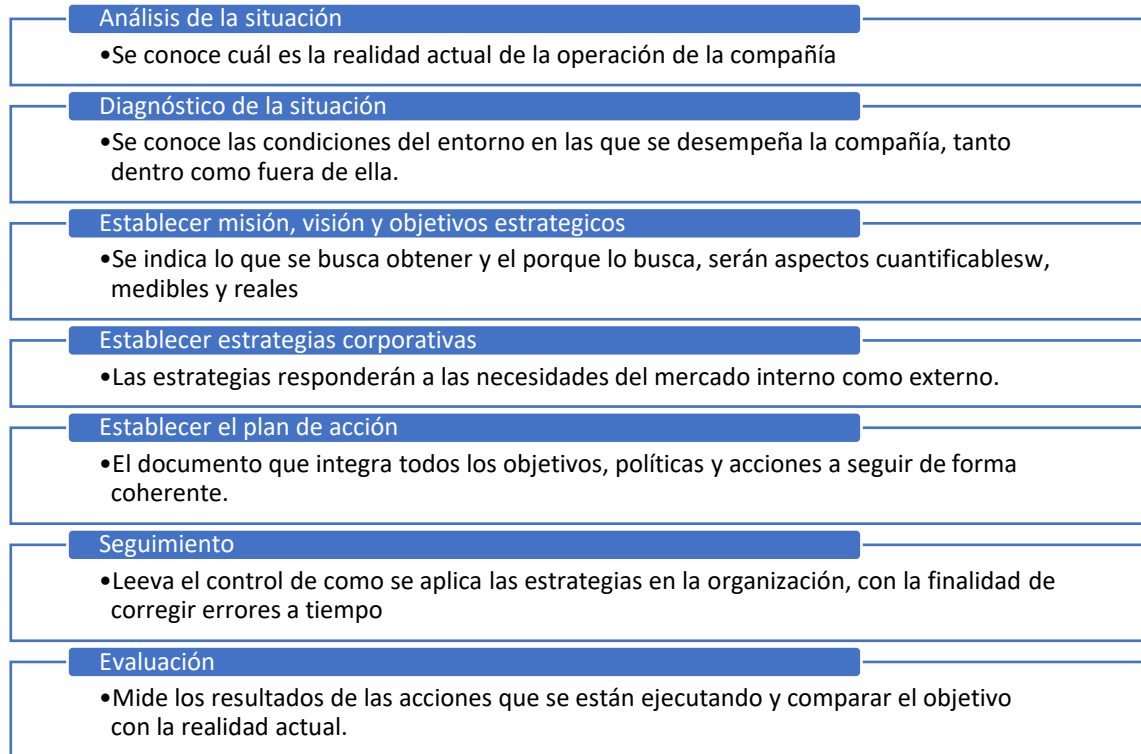 Análisis de la situación
•Se conoce cuál es la realidad actual de la operación de la compañía
Diagnóstico de la situación
•Se conoce las condiciones del entorno en las que se desempeña la compañía, tanto
dentro como fuera de ella.
Establecer misión, visión y objetivos estrategicos
•Se indica lo que se busca obtener y el porque lo busca, serán aspectos cuantificablesw,
medibles y reales
Establecer estrategias corporativas
•Las estrategias responderán a las necesidades del mercado interno como externo.
Establecer el plan de acción
•El documento que integra todos los objetivos, políticas y acciones a seguir de forma
coherente.
Seguimiento
•Leeva el control de como se aplica las estrategias en la organización, con la finalidad de
corregir errores a tiempo
Evaluación
•Mide los resultados de las acciones que se están ejecutando y comparar el objetivo
con la realidad actual.